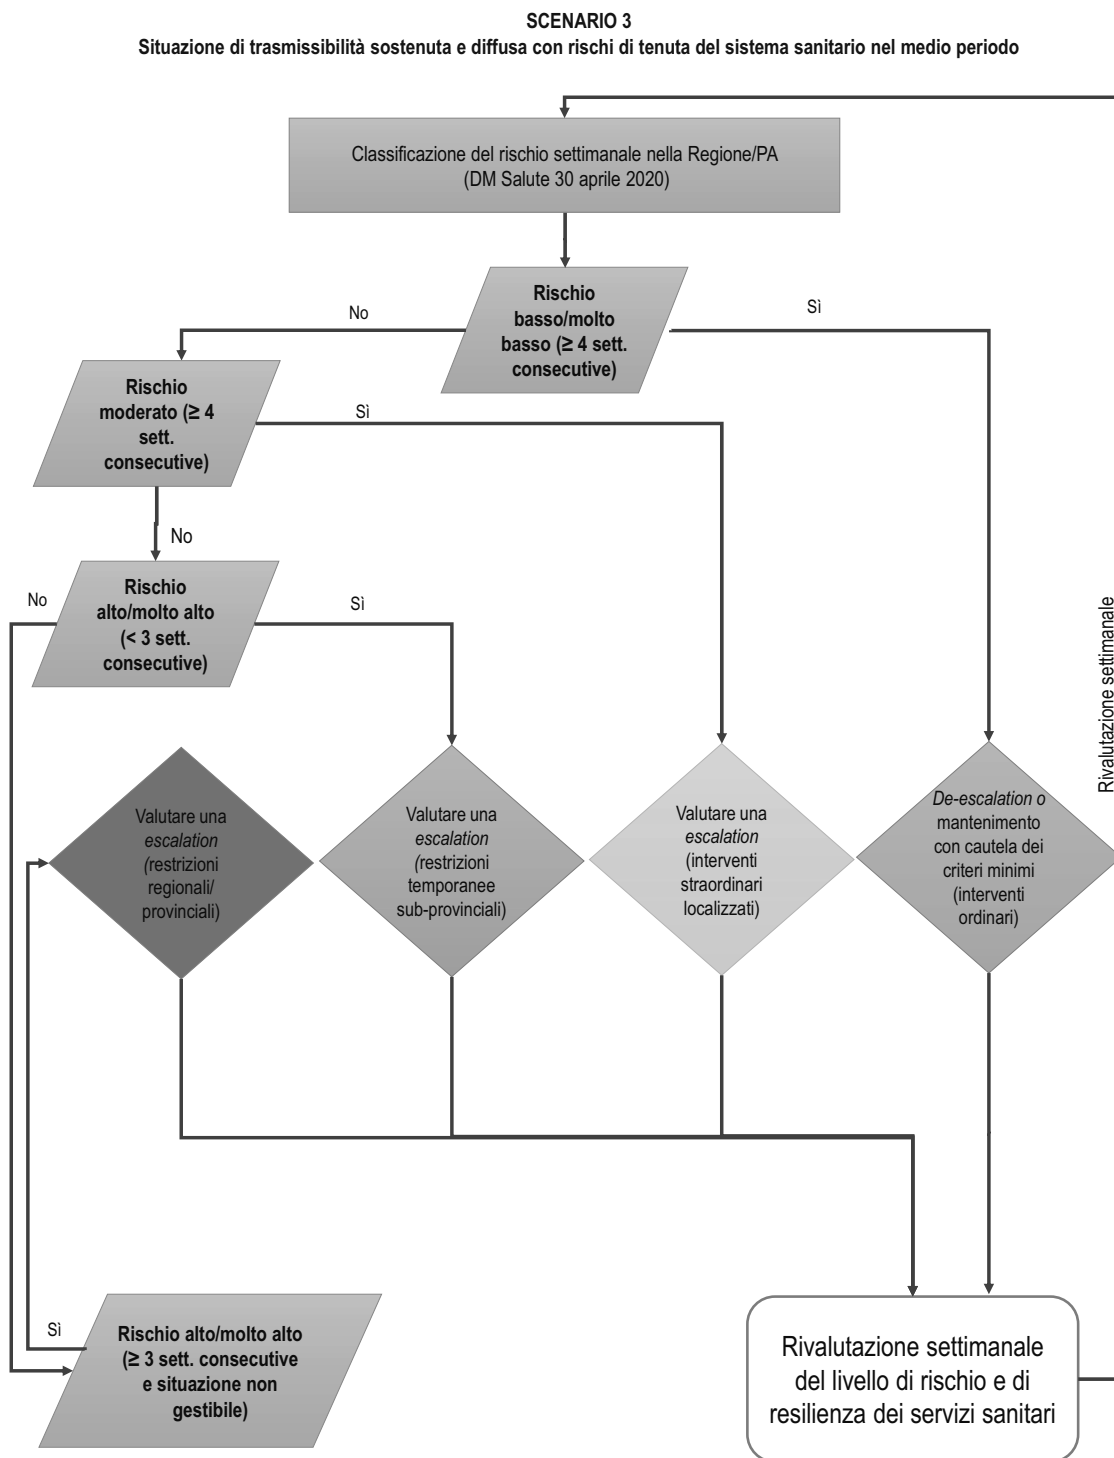 SCENARIO 3
Situazione di trasmissibilità sostenuta e diffusa con rischi di tenuta del sistema sanitario nel medio periodo
Classificazione del rischio settimanale nella Regione/PA
(DM Salute 30 aprile 2020)
Rischio
basso/molto
basso (≥ 4 sett.
consecutive)
No
Sì
Rischio
moderato (≥ 4
sett.
consecutive)
Sì
No
Rischio
alto/molto alto
(< 3 sett.
consecutive)
No
Sì
Rivalutazione settimanale
Valutare una
escalation
(restrizioni
regionali/
provinciali)
Valutare una
escalation
(restrizioni
temporanee
sub-provinciali)
Valutare una
escalation
(interventi
straordinari
localizzati)
De-escalation o
mantenimento
con cautela dei
criteri minimi
(interventi
ordinari)
Sì
Rischio alto/molto alto
(≥ 3 sett. consecutive
e situazione non
gestibile)
Rivalutazione settimanale
del livello di rischio e di
resilienza dei servizi sanitari